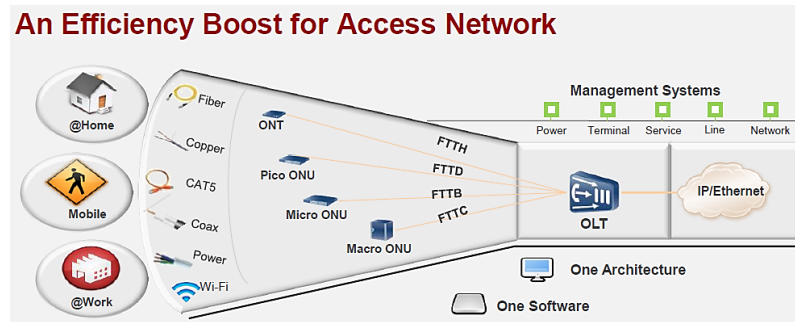 An Efficiency Boost for Access Network
@Home
Mobile
@Work
Fiber
Copper
CAT5
Coax
Power
Wi-Fi
ONT
Pico ONU
Micro ONU
Macro ONU
FTTH
FTTD
FTTB
FTTC
OLT
Management Systems
Power Terminal Service Line Network
IP/Ethernet
One Architecture
One Software